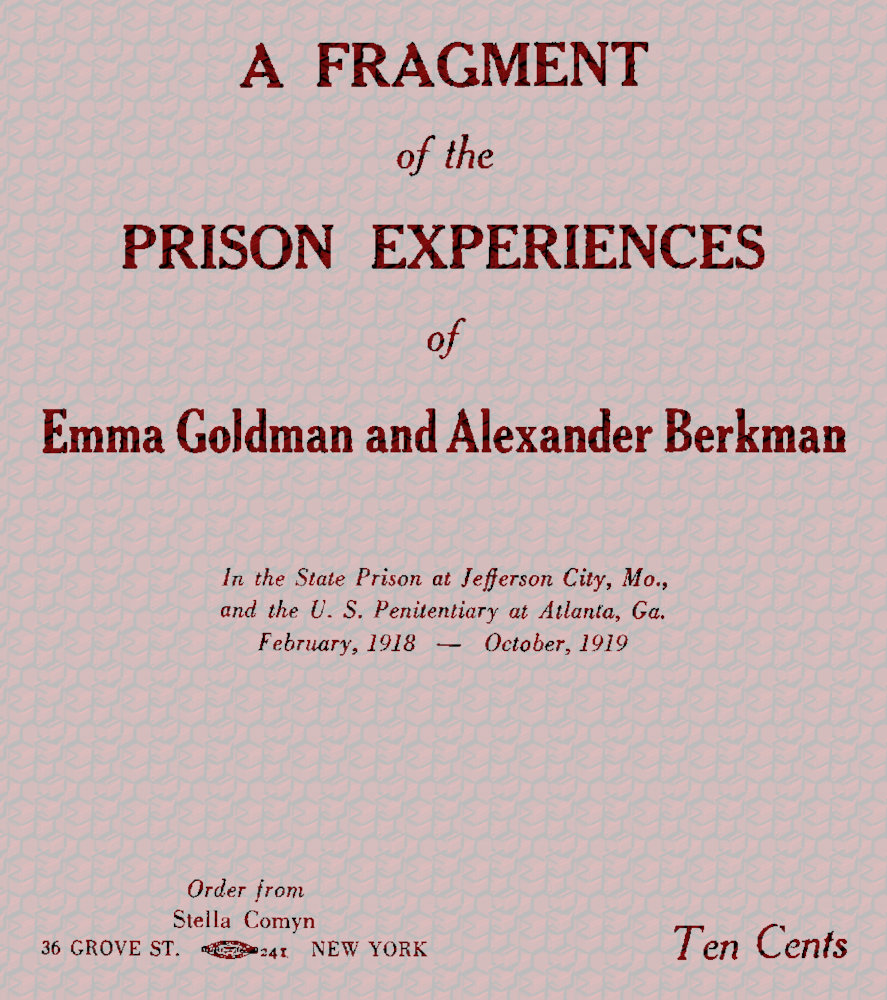 A FRAGMENT
of the
PRISON EXPERIENCES
of
Emma Goldman and Alexander Berkman
In the State Prison at Jefferson City, Mo.,
and the U. S. Penitentiary at Atlanta, Ga.
February, 1918 — October, 1919
Order from
Stella Comyn
36 GROVE ST. 241 NEW YORK
Ten Cents